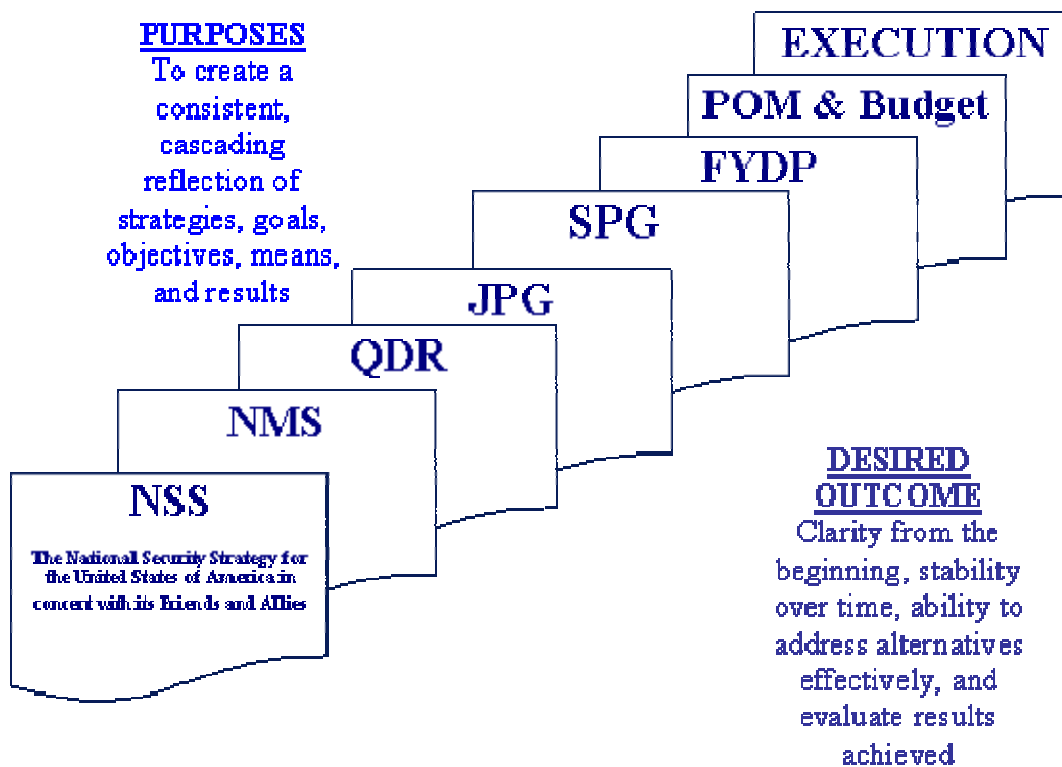 PURPOSES
To create a
consistent,
cascading
reflection of
strategies, goals,
objectives, means,
and results
EXECUTION
POM & Budget
FYDP
SPG
JPG
QDR
NMS
NSS
The National Security Strategy for
the United States of America in
concent with its Friends and Allies
DESIRED
OUTCOME
Clarity from the
beginning, stability
over time, ability to
address alternatives
effectively, and
evaluate results
achieved